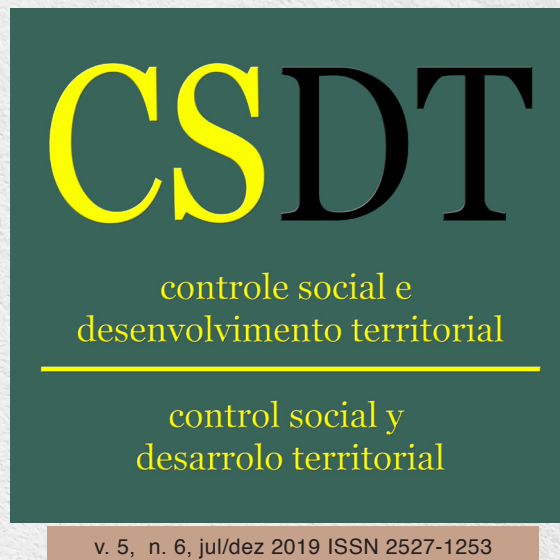 CSDT
controle social e
desenvolvimento territorial
control social y
desarrolo territorial
v. 5, n. 6, jul/dez 2019 ISSN 2527-1253